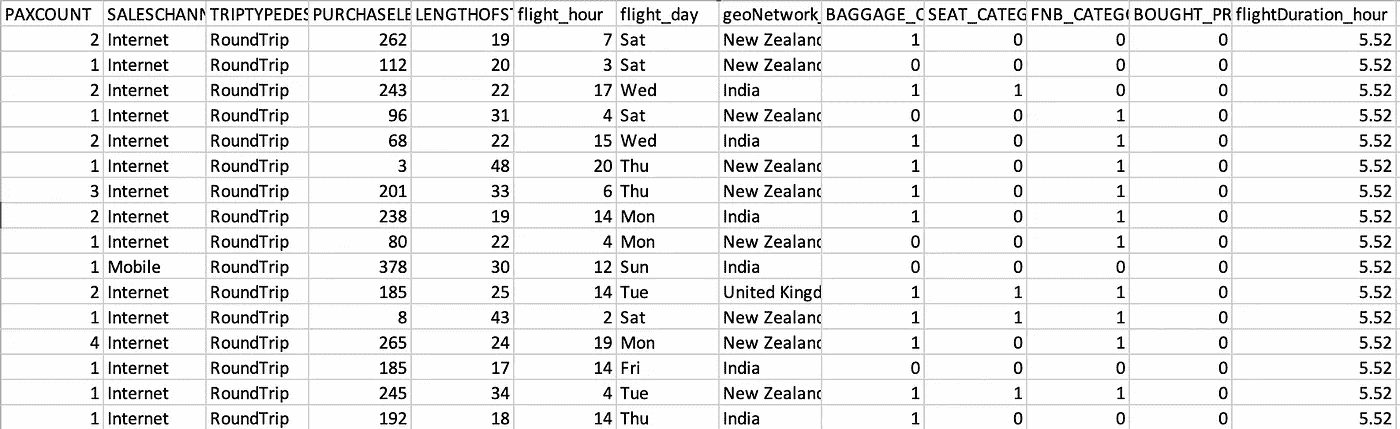 PAXCOUNT SALESCHANN TRIPTYPEDES PURCHASELE LENGTHOFST flight_hour flight_day geoNetwork_ BAGGAGE_C SEAT_CATEG FNB_CATEGO BOUGHT_PR flightDuration_hour
2 Internet RoundTrip 262 19 7 Sat New Zealand 1 0 0 0 5.52
1 Internet RoundTrip 112 20 3 Sat New Zealand 0 0 0 0 5.52
2 Internet RoundTrip 243 22 17 Wed India 1 1 0 0 5.52
1 Internet RoundTrip 96 31 4 Sat New Zealand 0 0 1 0 5.52
2 Internet RoundTrip 68 22 15 Wed India 1 0 1 0 5.52
1 Internet RoundTrip 3 48 20 Thu New Zealand 1 0 1 0 5.52
3 Internet RoundTrip 201 33 6 Thu New Zealand 1 0 1 0 5.52
2 Internet RoundTrip 238 19 14 Mon India 1 0 1 0 5.52
1 Internet RoundTrip 80 22 4 Mon New Zealand 0 0 1 0 5.52
1 Mobile RoundTrip 378 30 12 Sun India 0 0 0 0 5.52
2 Internet RoundTrip 185 25 14 Tue United Kingd 1 1 1 0 5.52
1 Internet RoundTrip 8 43 2 Sat New Zealand 1 1 1 0 5.52
4 Internet RoundTrip 265 24 19 Mon New Zealand 1 0 1 0 5.52
1 Internet RoundTrip 185 17 14 Fri India 0 0 0 0 5.52
1 Internet RoundTrip 245 34 4 Tue New Zealand 1 1 1 0 5.52
1 Internet RoundTrip 192 18 14 Thu India 1 0 0 0 5.52